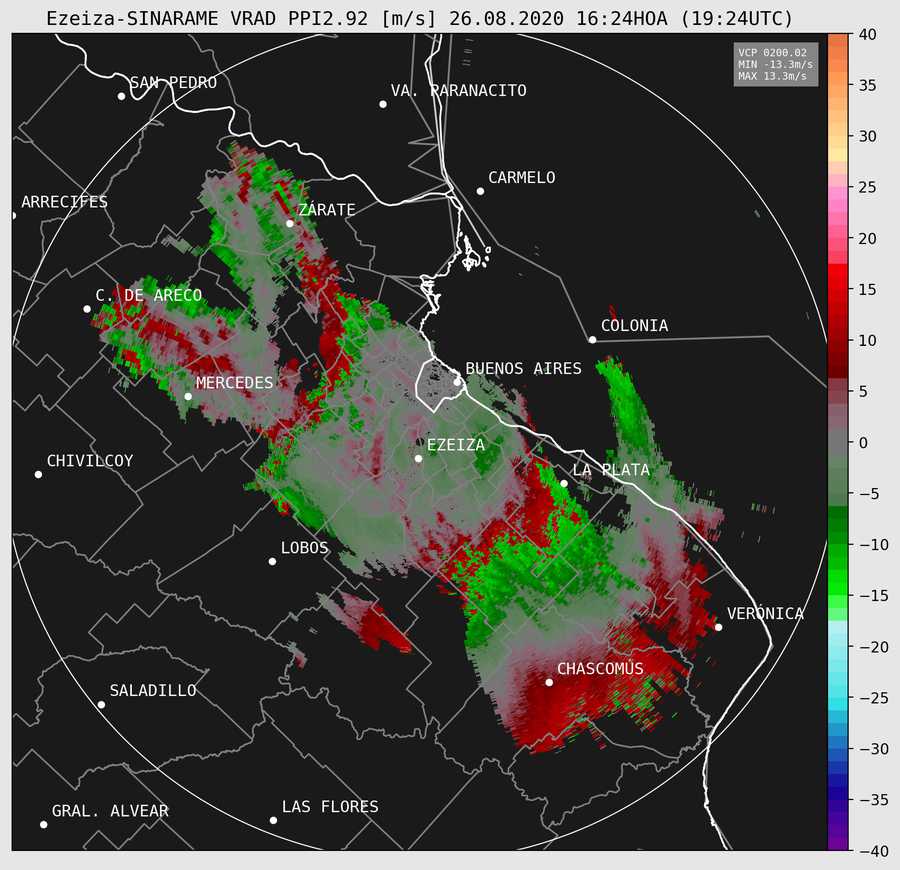 Ezeiza-SINARAME VRAD PPI2.92 [m/s] 26.08.2020 16:24HOA (19:24UTC)
VCP 0200.02
MIN -13.3m/s
MAX 13.3m/s
SAN PEDRO
VA. PARANACITO
CARMELO
ARRECIFES
ZÁRATE
C. DE ARECO
COLONIA
MERCEDES
BUENOS AIRES
EZEIZA
CHIVILCOY
LA PLATA
LOBOS
VERÓNICA
CHASCOMÚS
SALADILLO
LAS FLORES
GRAL. ALVEAR
40
35
30
25
20
15
10
5
0
−5
−10
−15
−20
−25
−30
−35
−40